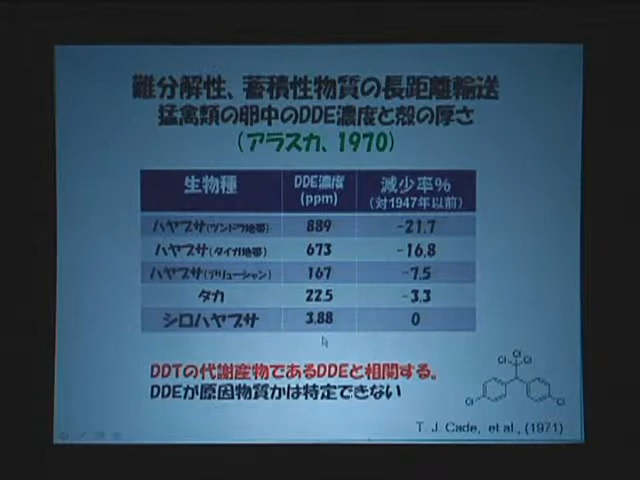 難分解性、蓄積性物質の長距離輸送
猛禽類の卵中のDDE濃度と殻の厚さ
(アラスカ、1970)
生物種 DDE濃度(ppm) 減少率%(対1947年以前)
ハヤブサ(ツンドラ地帯) 889 -21.7
ハヤブサ(タイガ地帯) 673 -16.8
ハヤブサ(アリューシャン) 167 -7.5
タカ 22.5 -3.3
シロハヤブサ 3.88 0
DDTの代謝産物であるDDEと相関する。
DDEが原因物質かは特定できない
Cl
Cl Cl
Cl Cl
T. J. Cade, et al., (1971)